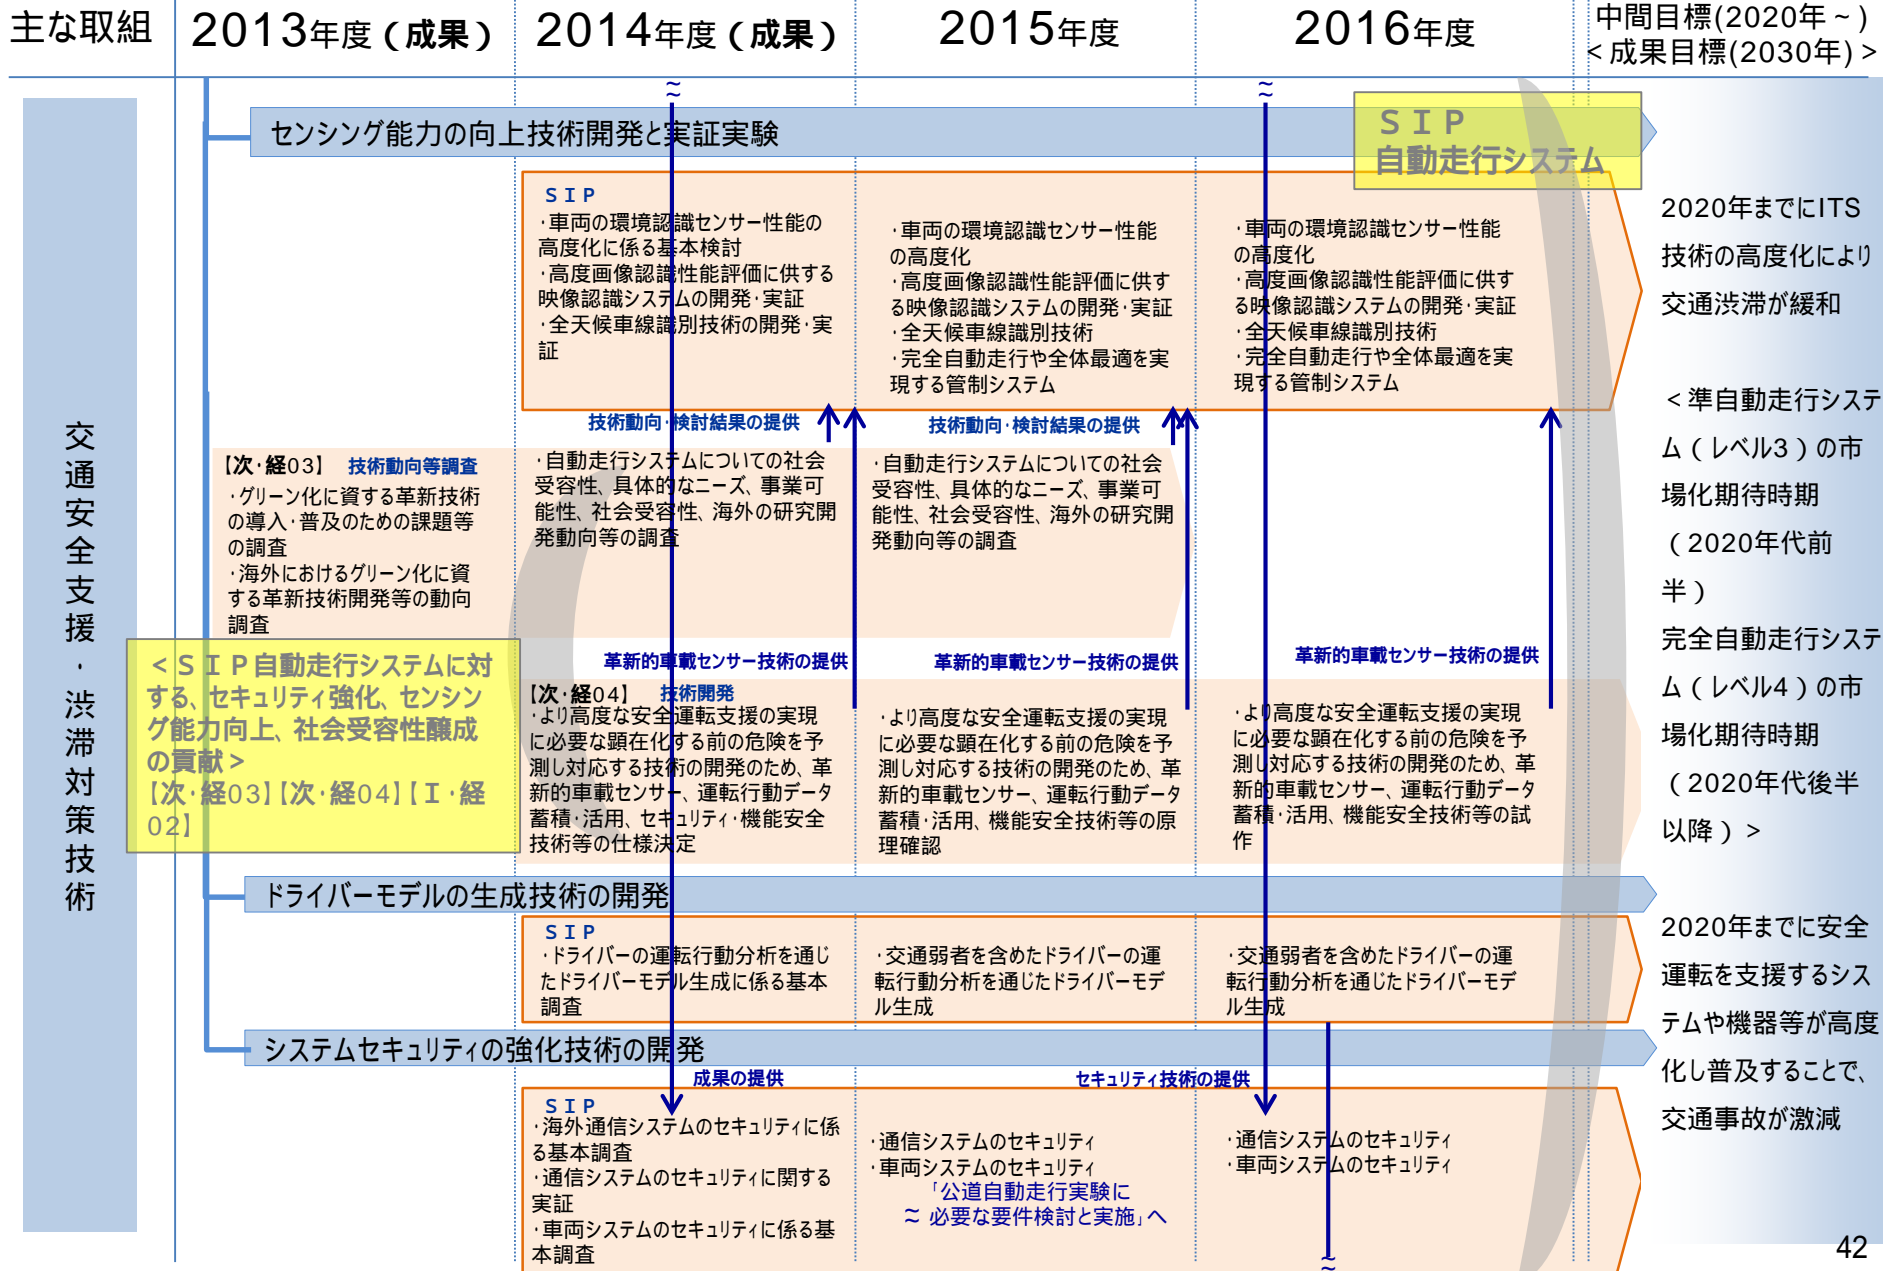 主な取組
2013年度(成果)
2014年度(成果)
2015年度
2016年度
中間目標(2020年~)
<成果目標(2030年)>
交通安全支援・渋滞対策技術
センシング能力の向上技術開発と実証実験
SIP
自動走行システム
SIP
・車両の環境認識センサー性能の
高度化に係る基本検討
・高度画像認識性能評価に供する
映像認識システムの開発・実証
・全天候車線識別技術の開発・実
証
・車両の環境認識センサー性能
の高度化
・高度画像認識性能評価に供す
る映像認識システムの開発・実証
・全天候車線識別技術
・完全自動走行や全体最適を実
現する管制システム
・車両の環境認識センサー性能
の高度化
・高度画像認識性能評価に供す
る映像認識システムの開発・実証
・全天候車線識別技術
・完全自動走行や全体最適を実
現する管制システム
技術動向・検討結果の提供
技術動向・検討結果の提供
【次・経03】 技術動向等調査
・グリーン化に資する革新技術
の導入・普及のための課題等
の調査
・海外におけるグリーン化に資
する革新技術開発等の動向
調査
・自動走行システムについての社会
受容性、具体的なニーズ、事業可
能性、社会受容性、海外の研究開
発動向等の調査
・自動走行システムについての社会
受容性、具体的なニーズ、事業可
能性、社会受容性、海外の研究開
発動向等の調査
<SIP自動走行システムに対
する、セキュリティ強化、センシン
グ能力向上、社会受容性醸成
の貢献>
【次・経03】【次・経04】【I・経
02】
革新的車載センサー技術の提供
革新的車載センサー技術の提供
革新的車載センサー技術の提供
【次・経04】 技術開発
・より高度な安全運転支援の実現
に必要な顕在化する前の危険を予
測し対応する技術の開発のため、革
新的車載センサー、運転行動データ
蓄積・活用、セキュリティ・機能安全
技術等の仕様決定
・より高度な安全運転支援の実現
に必要な顕在化する前の危険を予
測し対応する技術の開発のため、革
新的車載センサー、運転行動データ
蓄積・活用、機能安全技術等の原
理確認
・より高度な安全運転支援の実現
に必要な顕在化する前の危険を予
測し対応する技術の開発のため、革
新的車載センサー、運転行動データ
蓄積・活用、機能安全技術等の試
作
ドライバーモデルの生成技術の開発
SIP
・ドライバーの運転行動分析を通じ
たドライバーモデル生成に係る基本
調査
・交通弱者を含めたドライバーの運
転行動分析を通じたドライバーモデ
ル生成
・交通弱者を含めたドライバーの運
転行動分析を通じたドライバーモデ
ル生成
システムセキュリティの強化技術の開発
成果の提供
セキュリティ技術の提供
SIP
・海外通信システムのセキュリティに係
る基本調査
・通信システムのセキュリティに関する
実証
・車両システムのセキュリティに係る基
本調査
・通信システムのセキュリティ
・車両システムのセキュリティ
「公道自動走行実験に
必要な要件検討と実施」へ
・通信システムのセキュリティ
・車両システムのセキュリティ
2020年までにITS
技術の高度化により
交通渋滞が緩和
<準自動走行システ
ム(レベル3)の市
場化期待時期
(2020年代前
半)
完全自動走行システ
ム(レベル4)の市
場化期待時期
(2020年代後半
以降)>
2020年までに安全
運転を支援するシス
テムや機器等が高度
化し普及することで、
交通事故が激減
42